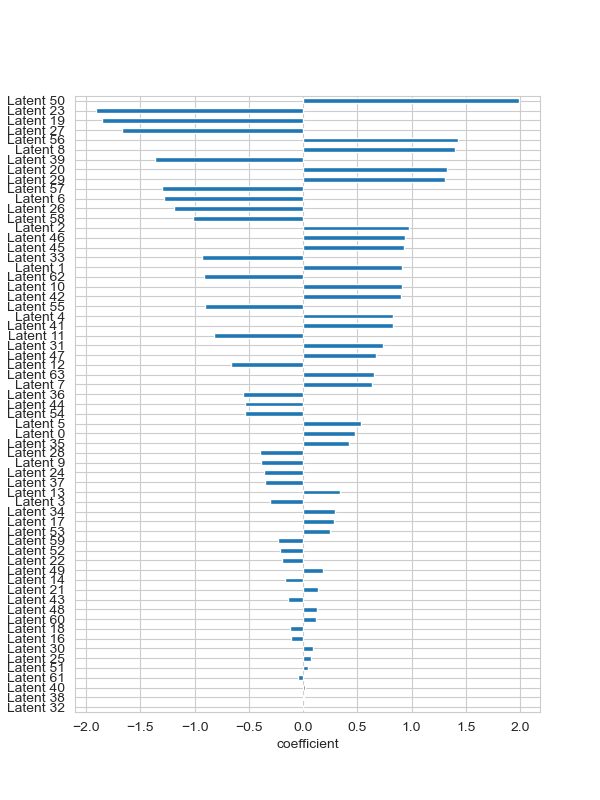 Latent 50
Latent 23
Latent 19
Latent 27
Latent 56
Latent 8
Latent 39
Latent 20
Latent 29
Latent 57
Latent 6
Latent 26
Latent 58
Latent 2
Latent 46
Latent 45
Latent 33
Latent 1
Latent 62
Latent 10
Latent 42
Latent 55
Latent 4
Latent 41
Latent 11
Latent 31
Latent 47
Latent 12
Latent 63
Latent 7
Latent 36
Latent 44
Latent 54
Latent 5
Latent 0
Latent 35
Latent 28
Latent 9
Latent 24
Latent 37
Latent 13
Latent 3
Latent 34
Latent 17
Latent 53
Latent 59
Latent 52
Latent 22
Latent 49
Latent 14
Latent 21
Latent 43
Latent 48
Latent 60
Latent 18
Latent 16
Latent 30
Latent 25
Latent 51
Latent 61
Latent 40
Latent 38
Latent 32
−2.0 −1.5 −1.0 −0.5 0.0 0.5 1.0 1.5 2.0
coefficient